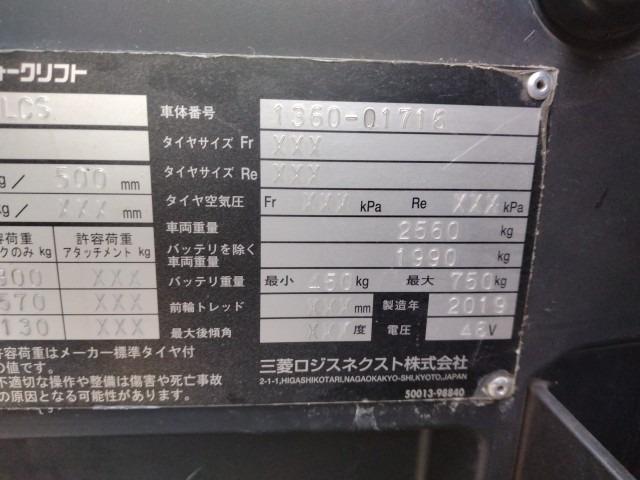 ォークリフト
LCS
車体番号 1360-01716
タイヤサイズ Fr XXX
タイヤサイズ Re XXX
kg／ 500 mm
kg／ XXX mm
タイヤ空気圧 Fr XXX kPa Re XXX kPa
車両重量 2560 kg
容荷重 許容荷重
クのみ kg アタッチメント kg
バッテリを除く
車両重量 1990 kg
XXX
バッテリ重量 最小 450 kg 最大 750 kg
570 XXX
前輪トレッド XXX mm 製造年 2019
130 XXX
最大後傾角 XXX 度 電圧 48 V
許容荷重はメーカー標準タイヤ付
の値です。
不適切な操作や整備は傷害や死亡事故
の原因となる可能性があります。
三菱ロジスネクスト株式会社
2-1-1,HIGASHIKOTARI,NAGAOKAKYO-SHI,KYOTO,JAPAN
50013-98840